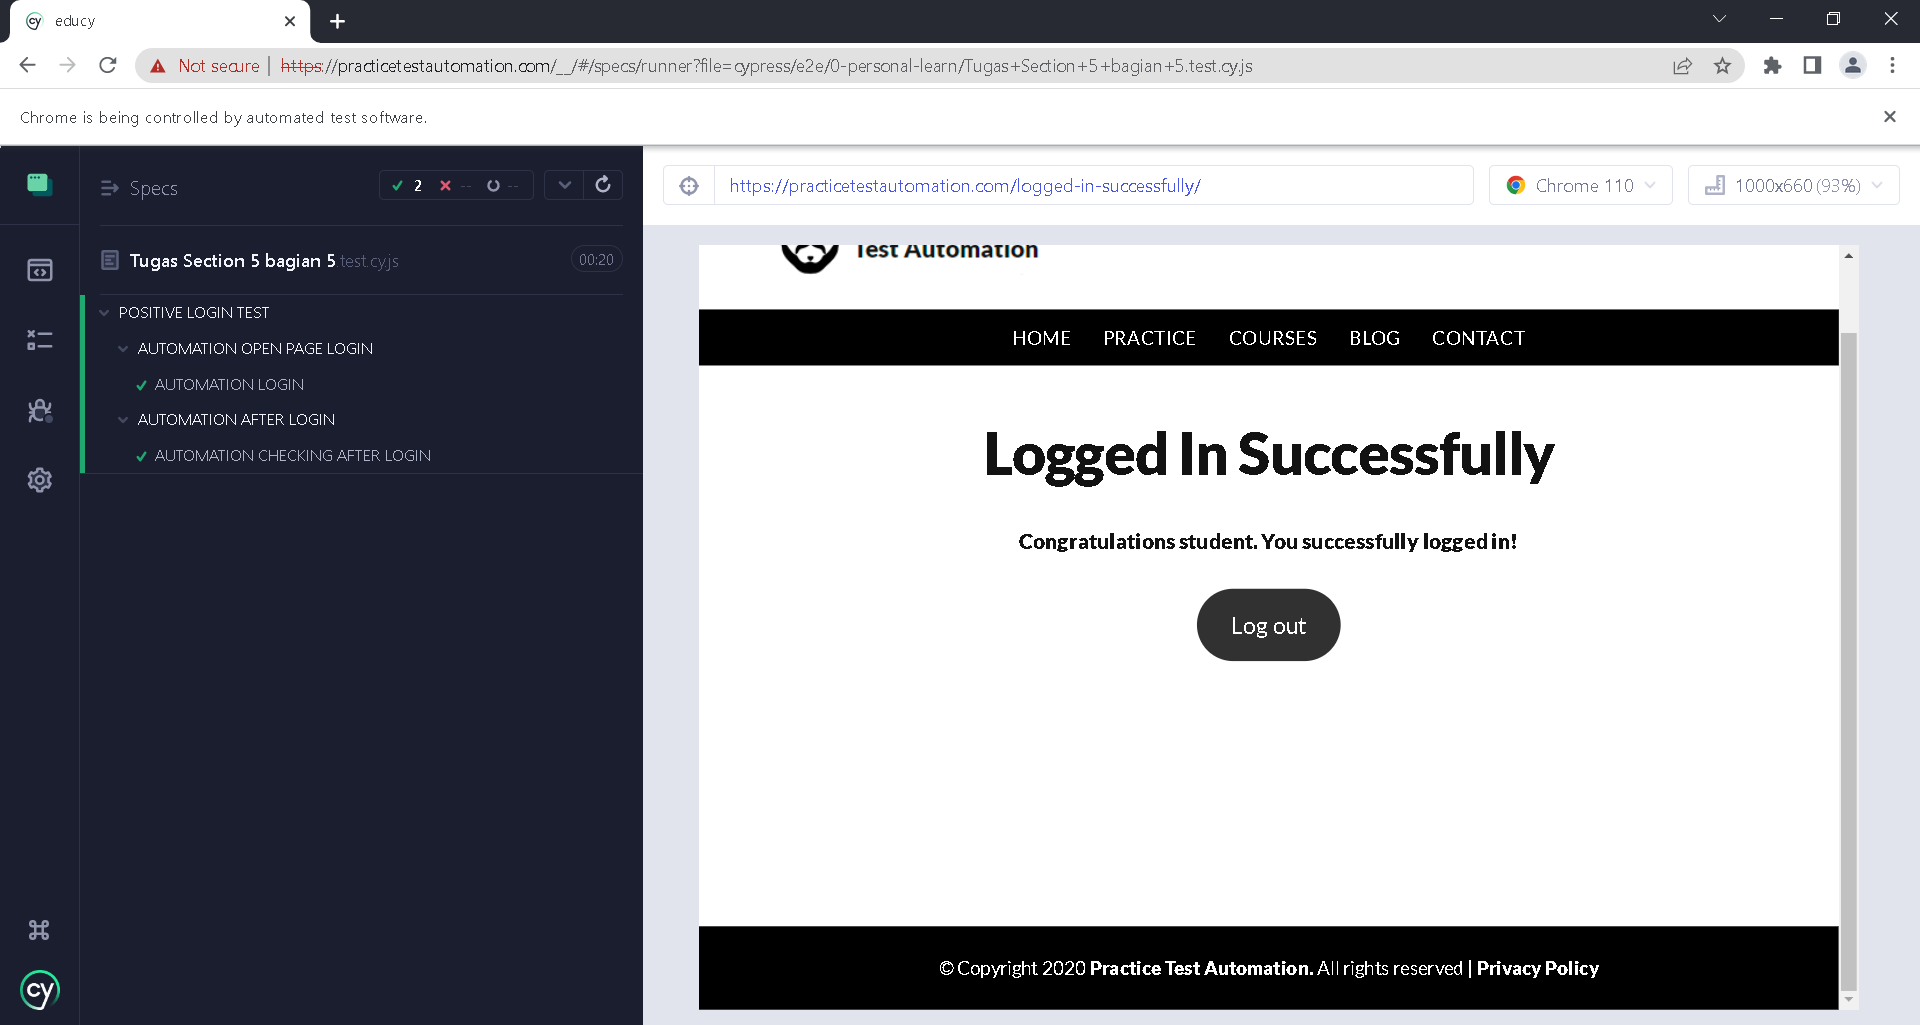 educy
Not secure | https://practicetestautomation.com/__/#/specs/runner?file=cypress/e2e/0-personal-learn/Tugas+Section+5+bagian+5.test.cy.js
Chrome is being controlled by automated test software.
Specs
2 -- --
https://practicetestautomation.com/logged-in-successfully/
Chrome 110
1000x660 (93%)
Tugas Section 5 bagian 5.test.cy.js
00:20
POSITIVE LOGIN TEST
AUTOMATION OPEN PAGE LOGIN
AUTOMATION LOGIN
AUTOMATION AFTER LOGIN
AUTOMATION CHECKING AFTER LOGIN
Test Automation
HOME PRACTICE COURSES BLOG CONTACT
Logged In Successfully
Congratulations student. You successfully logged in!
Log out
© Copyright 2020 Practice Test Automation. All rights reserved | Privacy Policy
cy